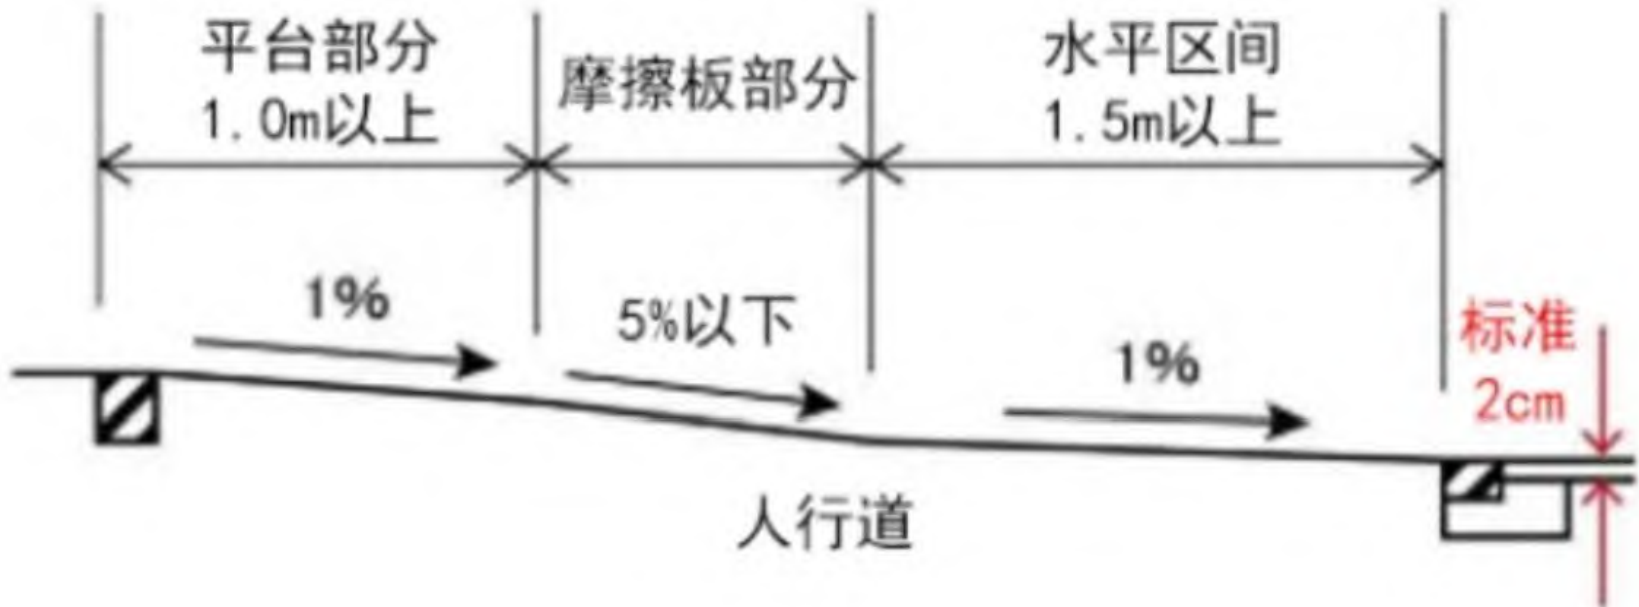 平台部分
1.0m以上
摩擦板部分
水平区间
1.5m以上
1%
5%以下
1%
标准
2cm
人行道